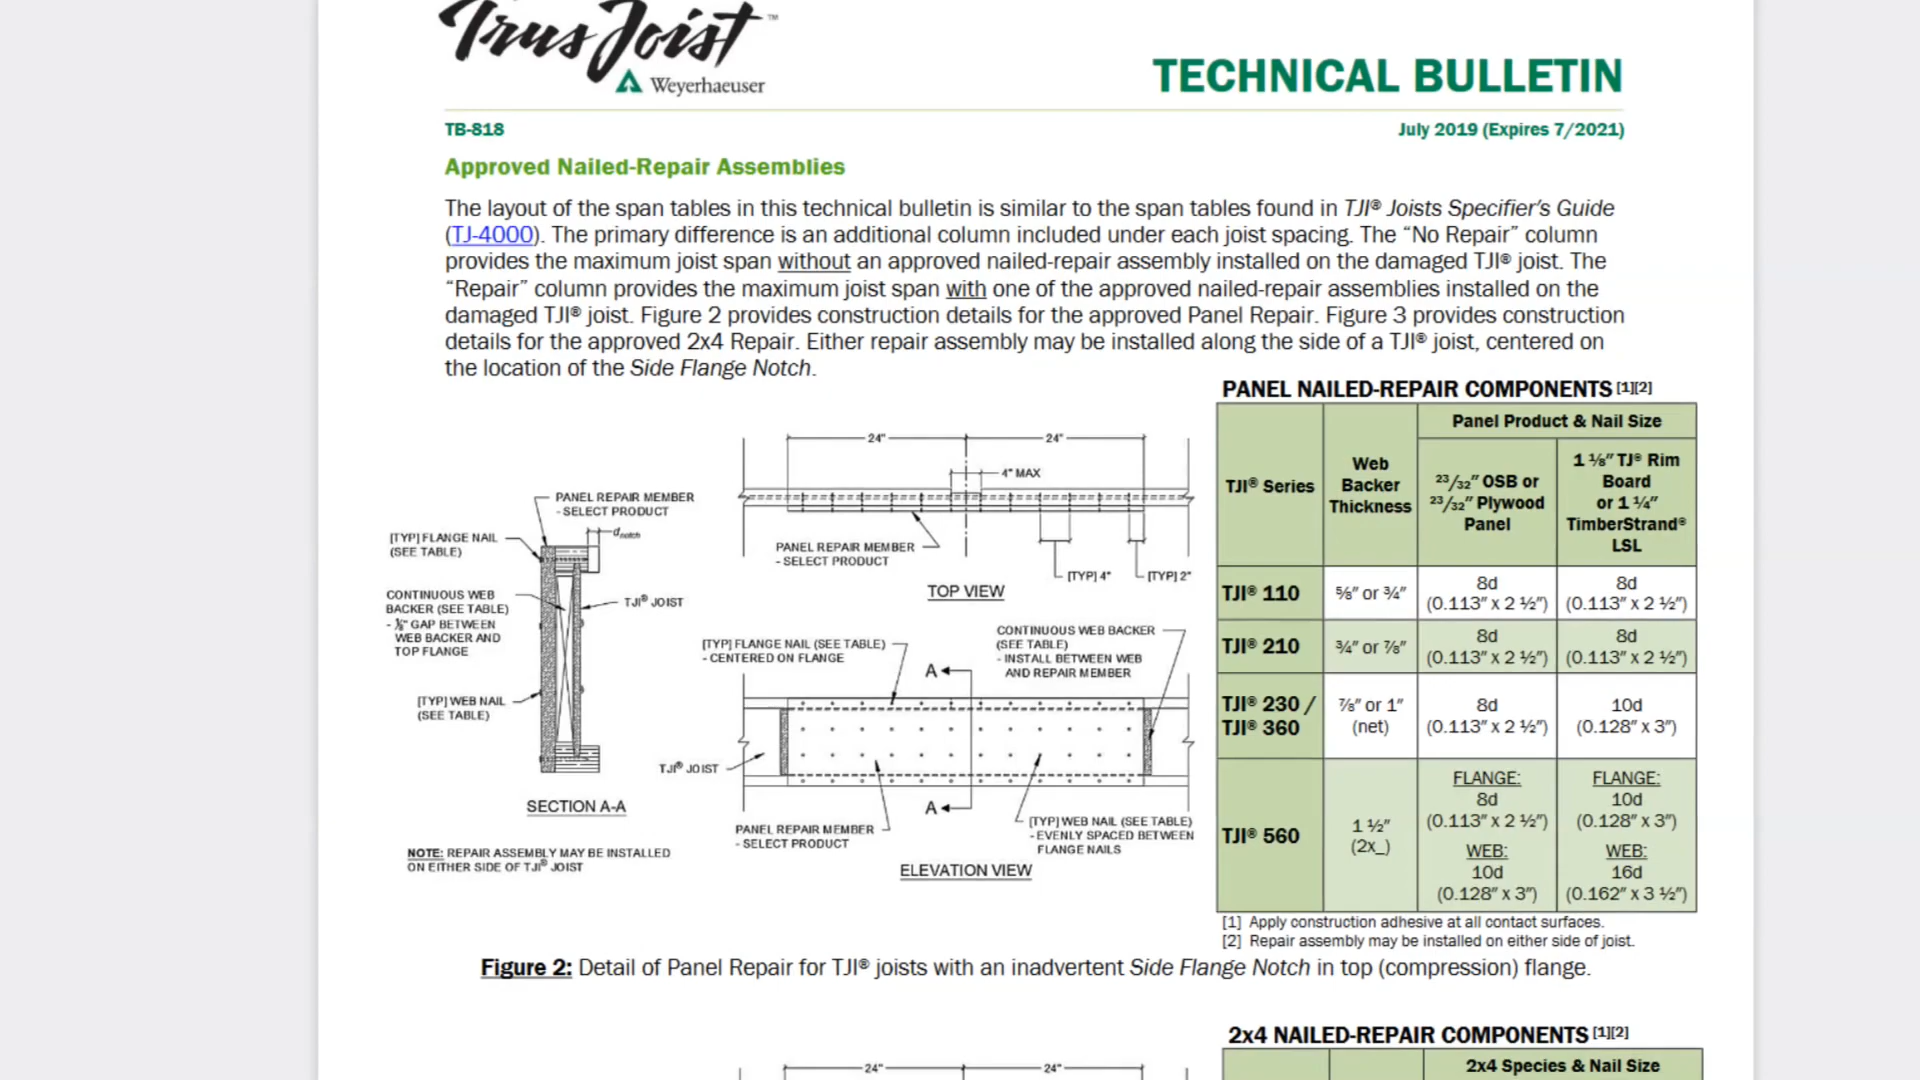 Trus Joist™
Weyerhaeuser
TECHNICAL BULLETIN
TB-818
July 2019 (Expires 7/2021)
Approved Nailed-Repair Assemblies
The layout of the span tables in this technical bulletin is similar to the span tables found in TJI® Joists Specifier's Guide
(TJ-4000). The primary difference is an additional column included under each joist spacing. The “No Repair” column
provides the maximum joist span without an approved nailed-repair assembly installed on the damaged TJI® joist. The
“Repair” column provides the maximum joist span with one of the approved nailed-repair assemblies installed on the
damaged TJI® joist. Figure 2 provides construction details for the approved Panel Repair. Figure 3 provides construction
details for the approved 2x4 Repair. Either repair assembly may be installed along the side of a TJI® joist, centered on
the location of the Side Flange Notch.
PANEL REPAIR MEMBER
- SELECT PRODUCT
dnotch
[TYP] FLANGE NAIL
(SEE TABLE)
CONTINUOUS WEB
BACKER (SEE TABLE)
- ⅛" GAP BETWEEN
WEB BACKER AND
TOP FLANGE
TJI® JOIST
[TYP] WEB NAIL
(SEE TABLE)
SECTION A-A
NOTE: REPAIR ASSEMBLY MAY BE INSTALLED
ON EITHER SIDE OF TJI® JOIST
24"
24"
4" MAX
PANEL REPAIR MEMBER
- SELECT PRODUCT
[TYP] 4"
[TYP] 2"
TOP VIEW
[TYP] FLANGE NAIL (SEE TABLE)
- CENTERED ON FLANGE
CONTINUOUS WEB BACKER
(SEE TABLE)
- INSTALL BETWEEN WEB
AND REPAIR MEMBER
A
TJI® JOIST
A
PANEL REPAIR MEMBER
- SELECT PRODUCT
[TYP] WEB NAIL (SEE TABLE)
- EVENLY SPACED BETWEEN
FLANGE NAILS
ELEVATION VIEW
PANEL NAILED-REPAIR COMPONENTS [1][2]
TJI® Series
Web
Backer
Thickness
Panel Product & Nail Size
23/32" OSB or
23/32" Plywood
Panel
1 ⅛" TJ® Rim
Board
or 1 ¼"
TimberStrand®
LSL
TJI® 110
⅝" or ¾"
8d
(0.113" x 2 ½")
8d
(0.113" x 2 ½")
TJI® 210
¾" or ⅞"
8d
(0.113" x 2 ½")
8d
(0.113" x 2 ½")
TJI® 230 /
TJI® 360
⅞" or 1"
(net)
8d
(0.113" x 2 ½")
10d
(0.128" x 3")
TJI® 560
1 ½"
(2x_)
FLANGE:
8d
(0.113" x 2 ½")
WEB:
10d
(0.128" x 3")
FLANGE:
10d
(0.128" x 3")
WEB:
16d
(0.162" x 3 ½")
[1] Apply construction adhesive at all contact surfaces.
[2] Repair assembly may be installed on either side of joist.
Figure 2: Detail of Panel Repair for TJI® joists with an inadvertent Side Flange Notch in top (compression) flange.
2x4 NAILED-REPAIR COMPONENTS [1][2]
2x4 Species & Nail Size
24"
24"